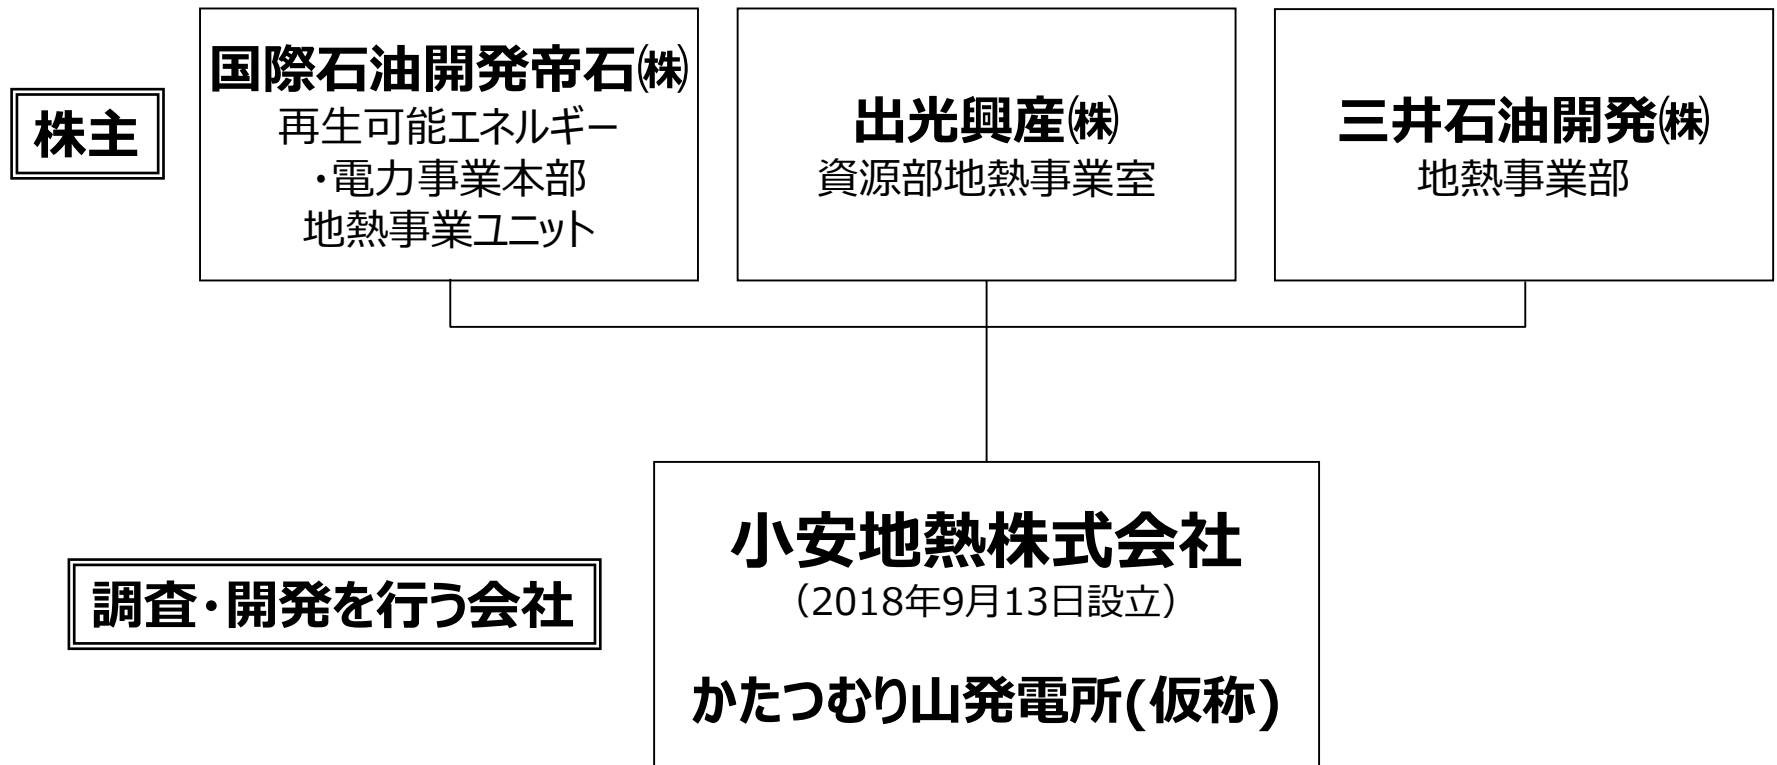 株主
国際石油開発帝石㈱
再生可能エネルギー
・電力事業本部
地熱事業ユニット
出光興産㈱
資源部地熱事業室
三井石油開発㈱
地熱事業部
調査・開発を行う会社
小安地熱株式会社
（2018年9月13日設立）
かたつむり山発電所(仮称)